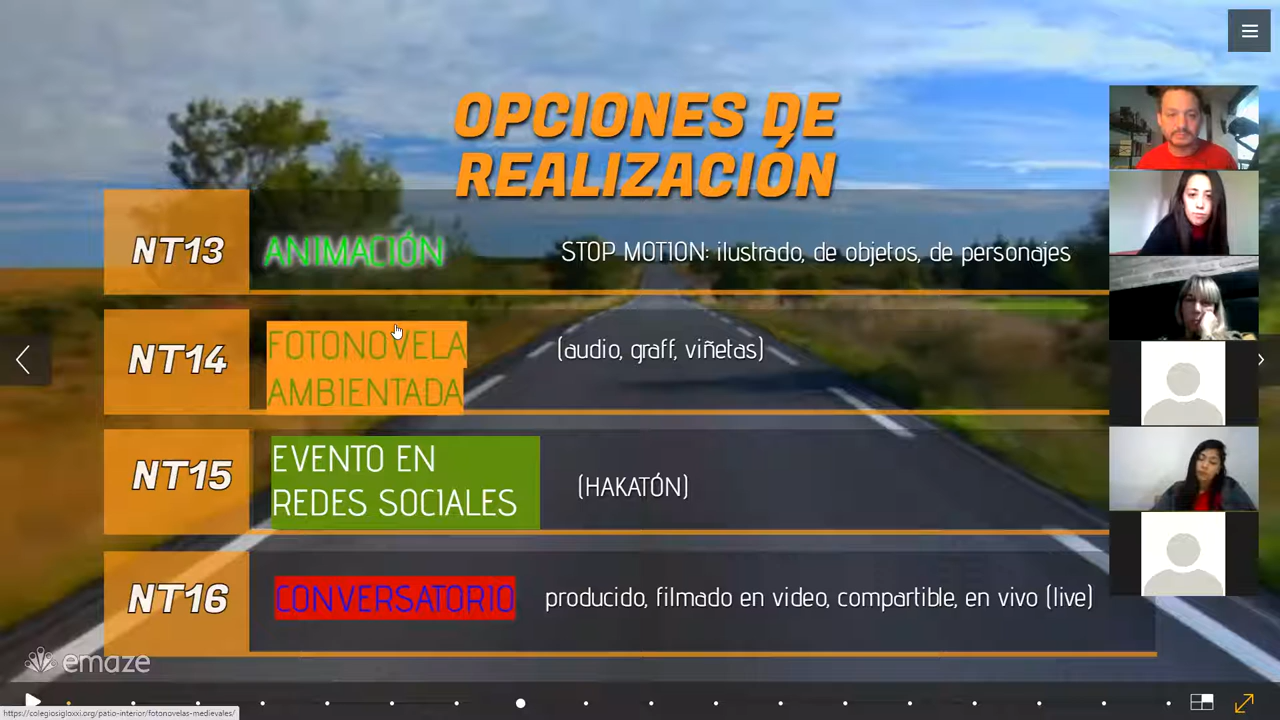 OPCIONES DE
REALIZACIÓN
NT13
ANIMACIÓN
STOP MOTION: ilustrado, de objetos, de personajes
NT14
FOTONOVELA
AMBIENTADA
(audio, graff, viñetas)
NT15
EVENTO EN
REDES SOCIALES
(HAKATÓN)
NT16
CONVERSATORIO
producido, filmado en video, compartible, en vivo (live)
emaze
https://colegiosigloxxi.org/patio-interior/fotonovelas-medievales/